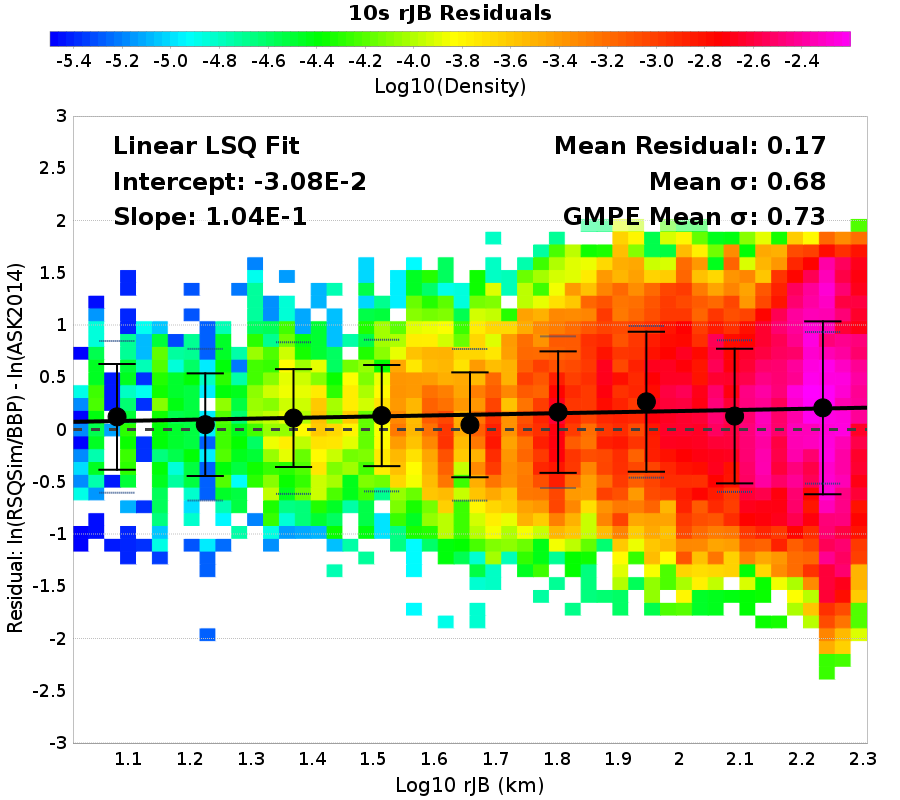 10s rJB Residuals
-5.4 -5.2 -5.0 -4.8 -4.6 -4.4 -4.2 -4.0 -3.8 -3.6 -3.4 -3.2 -3.0 -2.8 -2.6 -2.4
Log10(Density)
Linear LSQ Fit
Intercept: -3.08E-2
Slope: 1.04E-1
Mean Residual: 0.17
Mean σ: 0.68
GMPE Mean σ: 0.73
Residual: ln(RSQSim/BBP) - ln(ASK2014)
3
2.5
2
1.5
1
0.5
0
-0.5
-1
-1.5
-2
-2.5
-3
1.1 1.2 1.3 1.4 1.5 1.6 1.7 1.8 1.9 2 2.1 2.2 2.3
Log10 rJB (km)